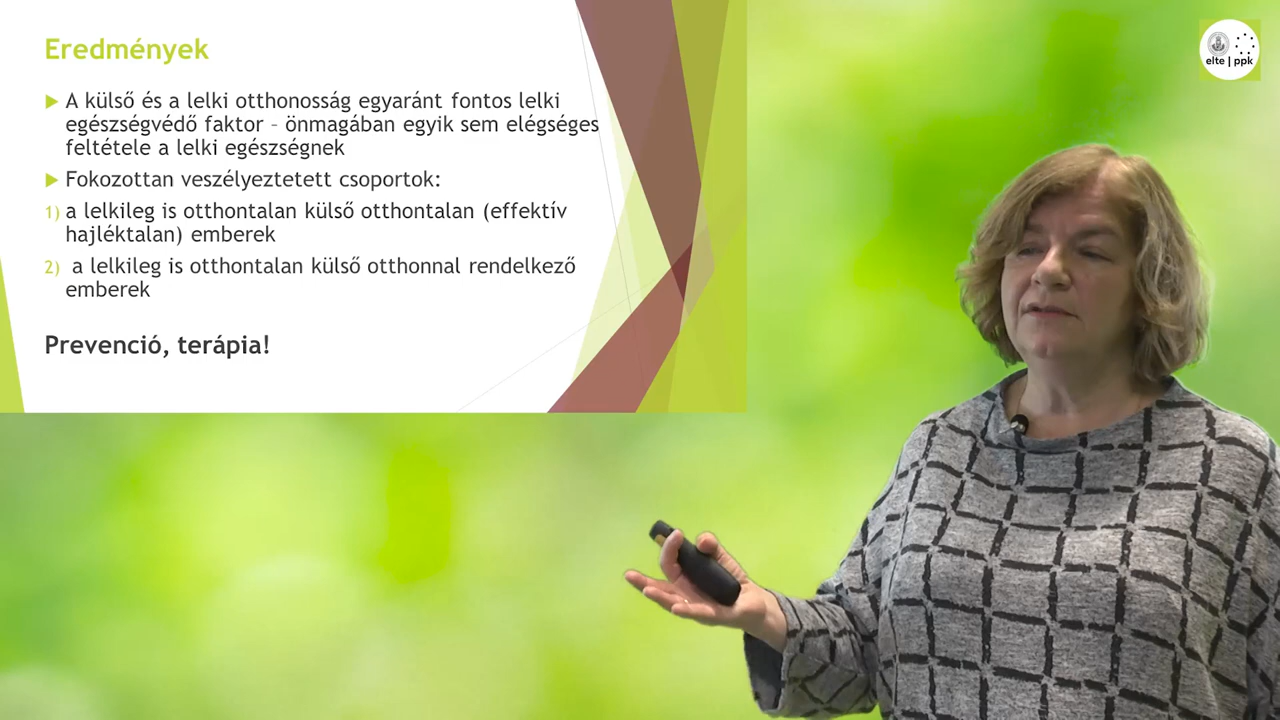 Eredmények
A külső és a lelki otthonosság egyaránt fontos lelki
egészségvédő faktor – önmagában egyik sem elégséges
feltétele a lelki egészségnek
Fokozottan veszélyeztetett csoportok:
1) a lelkileg is otthontalan külső otthontalan (effektív
hajléktalan) emberek
2) a lelkileg is otthontalan külső otthonnal rendelkező
emberek
Prevenció, terápia!
elte | ppk